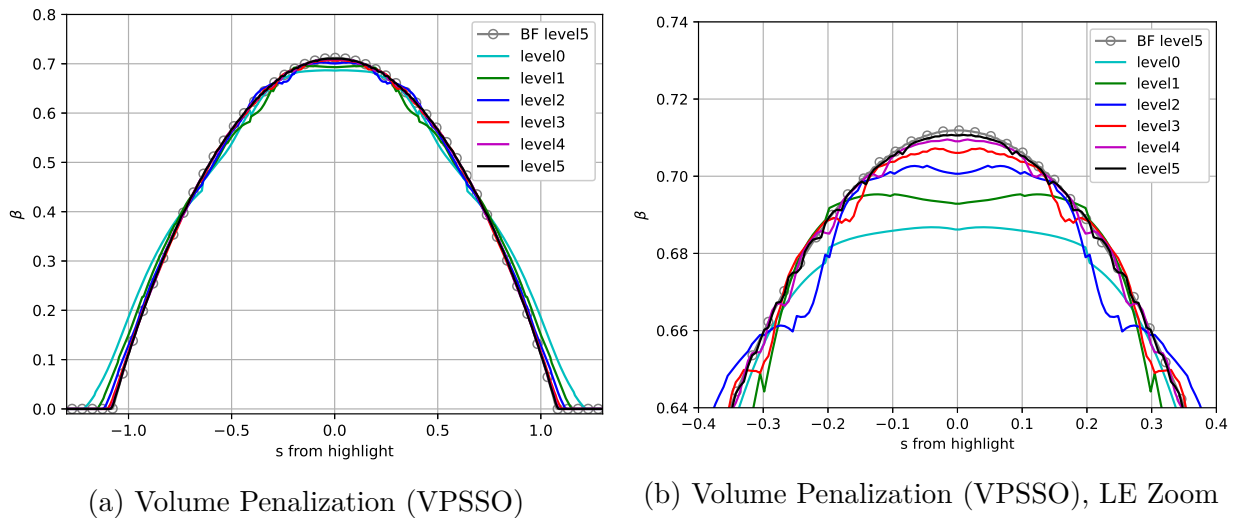 0.8
0.7
0.6
0.5
0.4
0.3
0.2
0.1
0.0
β
−1.0
−0.5
0.0
0.5
1.0
s from highlight
BF level5
level0
level1
level2
level3
level4
level5
(a) Volume Penalization (VPSSO)
0.74
0.72
0.70
0.68
0.66
0.64
β
−0.4
−0.3
−0.2
−0.1
0.0
0.1
0.2
0.3
0.4
s from highlight
BF level5
level0
level1
level2
level3
level4
level5
(b) Volume Penalization (VPSSO), LE Zoom